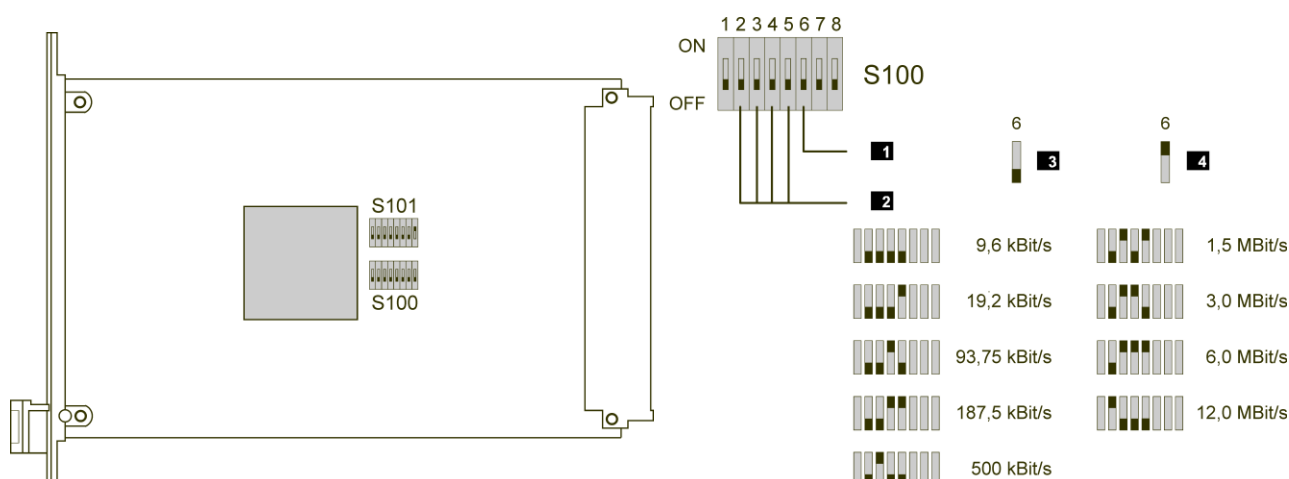 S101
S100
1 2 3 4 5 6 7 8
ON
OFF
S100
1
2
6
3
6
4
9,6 kBit/s
19,2 kBit/s
93,75 kBit/s
187,5 kBit/s
500 kBit/s
1,5 MBit/s
3,0 MBit/s
6,0 MBit/s
12,0 MBit/s